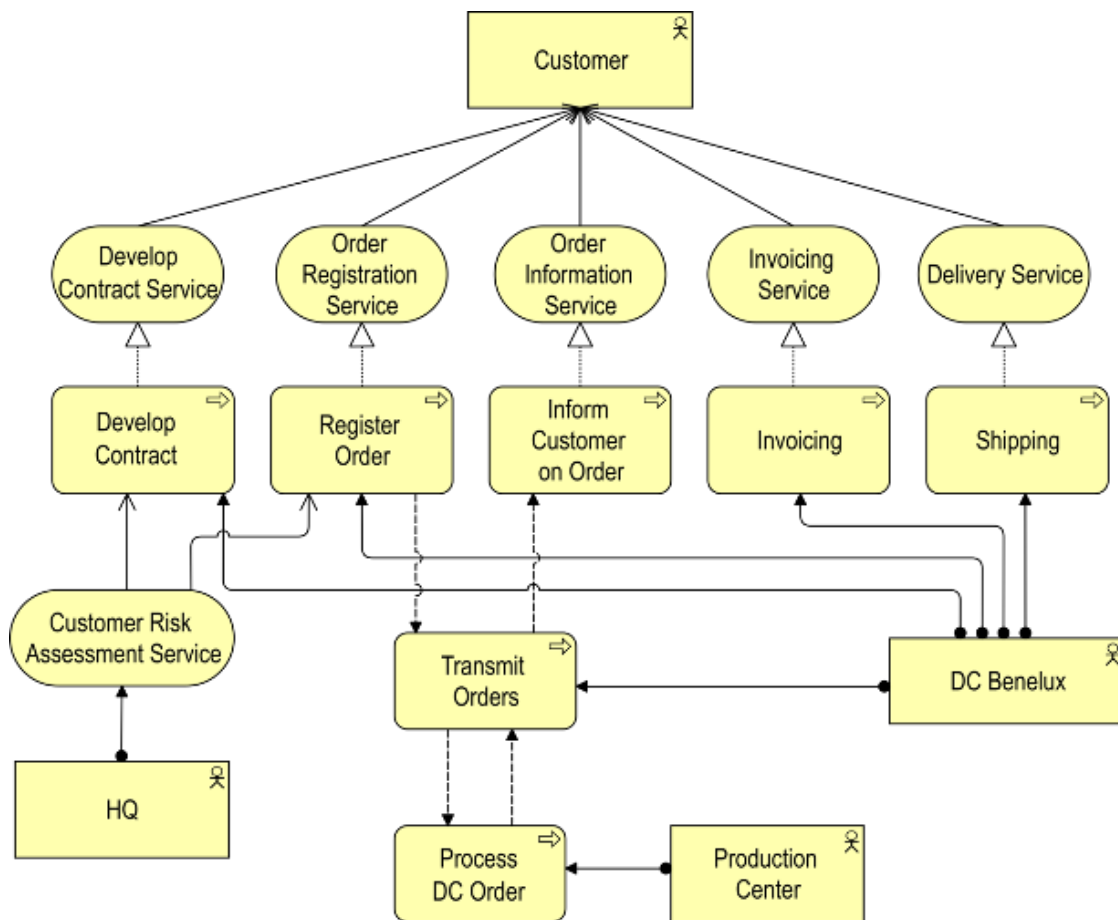 Customer
Develop
Contract Service
Order
Registration
Service
Order
Information
Service
Invoicing
Service
Delivery Service
Develop
Contract
Register
Order
Inform
Customer
on Order
Invoicing
Shipping
Customer Risk
Assessment Service
Transmit
Orders
DC Benelux
HQ
Process
DC Order
Production
Center